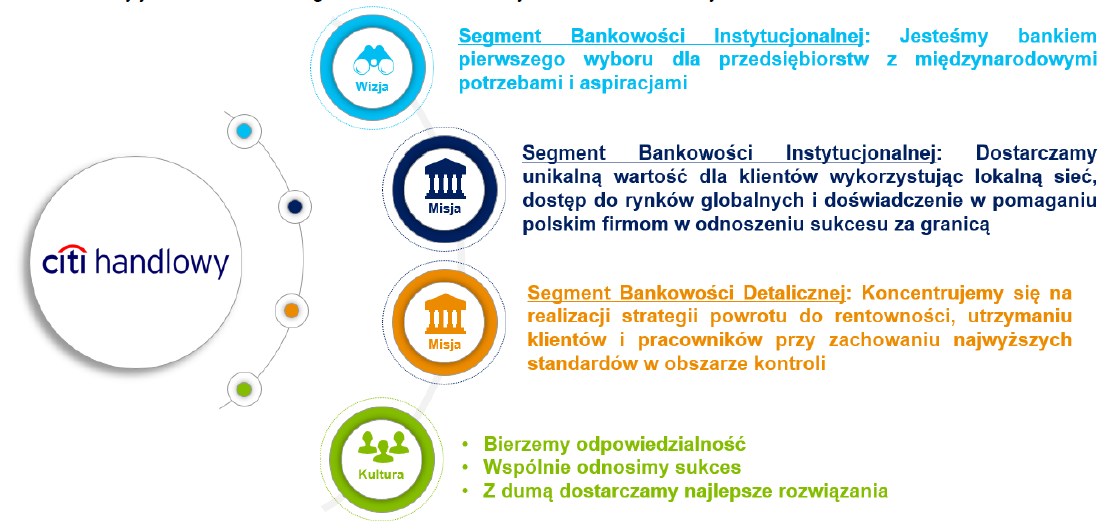 Wizja
Segment Bankowości Instytucjonalnej: Jesteśmy bankiem
pierwszego wyboru dla przedsiębiorstw z międzynarodowymi
potrzebami i aspiracjami
citi handlowy
Misja
Segment Bankowości Instytucjonalnej: Dostarczamy
unikalną wartość dla klientów wykorzystując lokalną sieć,
dostęp do rynków globalnych i doświadczenie w pomaganiu
polskim firmom w odnoszeniu sukcesu za granicą
Misja
Segment Bankowości Detalicznej: Koncentrujemy się na
realizacji strategii powrotu do rentowności, utrzymaniu
klientów i pracowników przy zachowaniu najwyższych
standardów w obszarze kontroli
Kultura
• Bierzemy odpowiedzialność
• Wspólnie odnosimy sukces
• Z dumą dostarczamy najlepsze rozwiązania